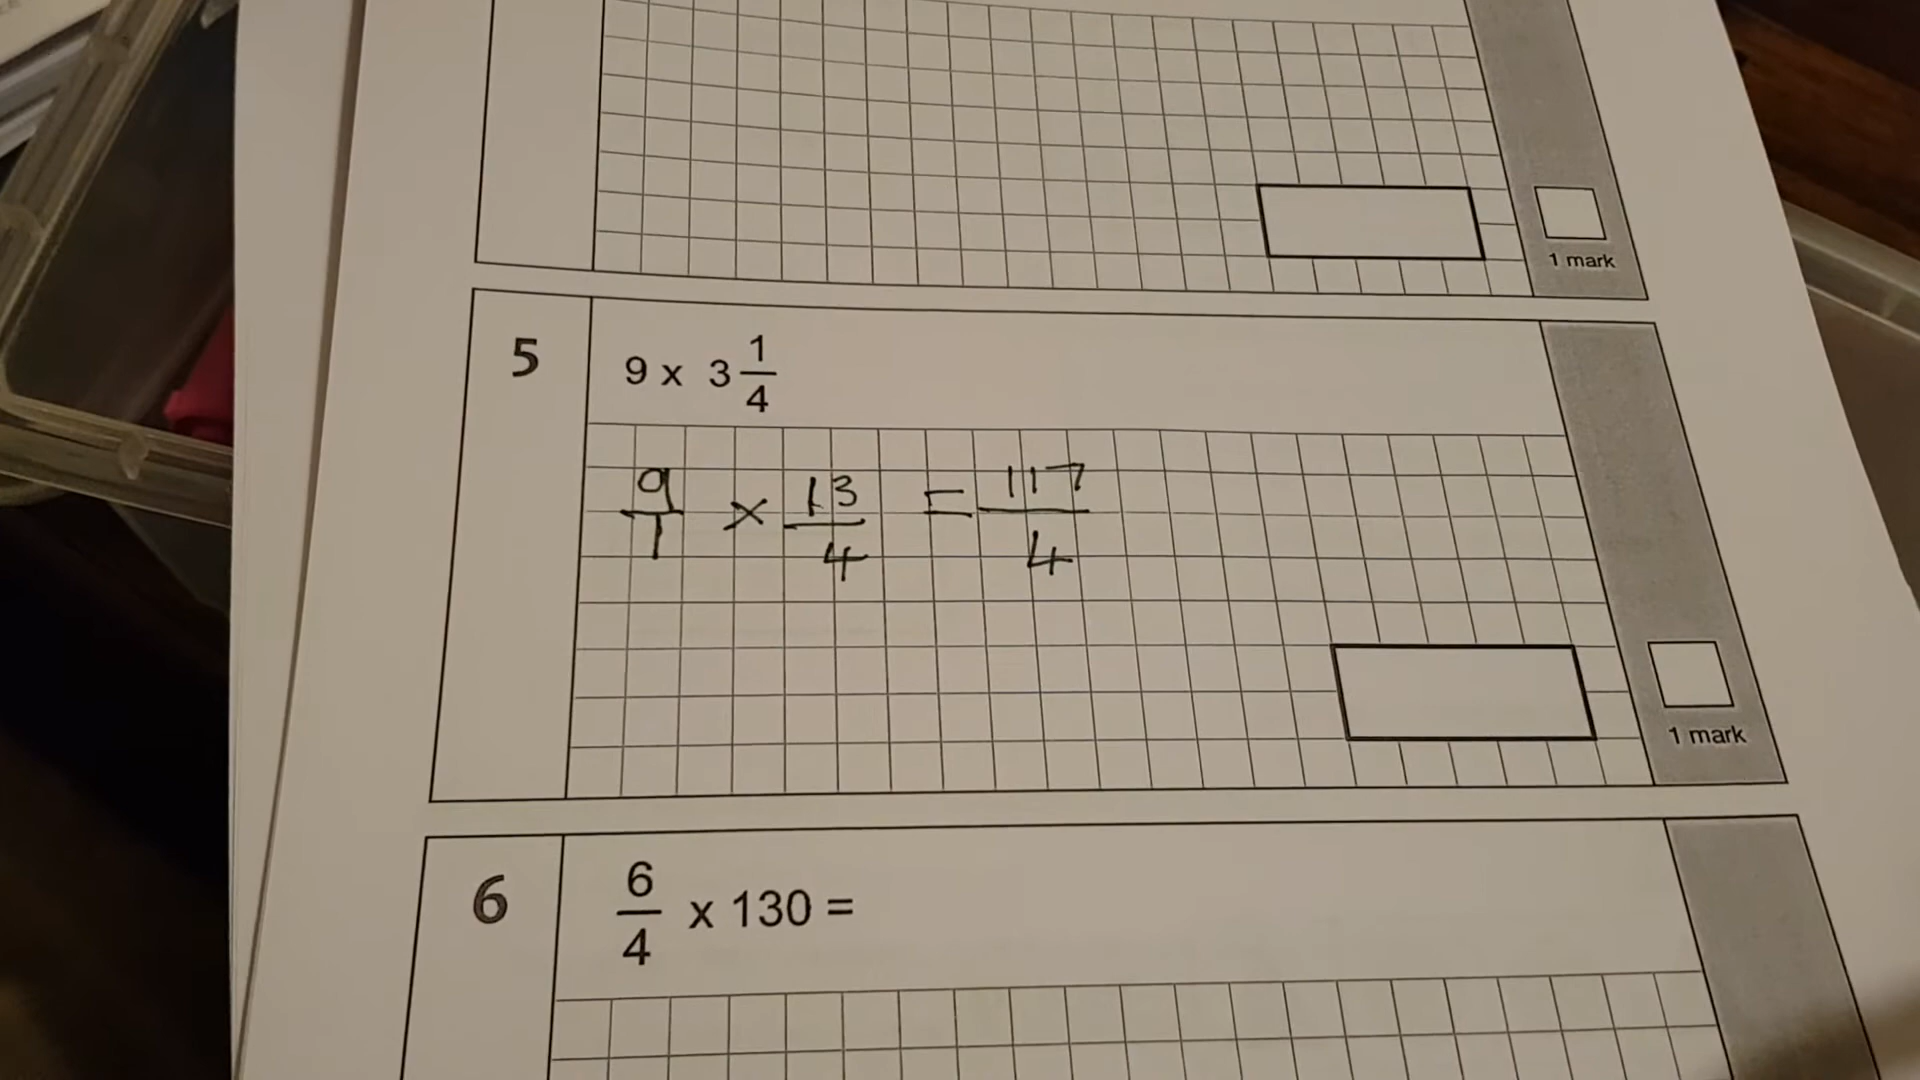 1 mark
5
9 x 3 1/4
9/1 × 13/4 = 117/4
1 mark
6
6/4 x 130 =